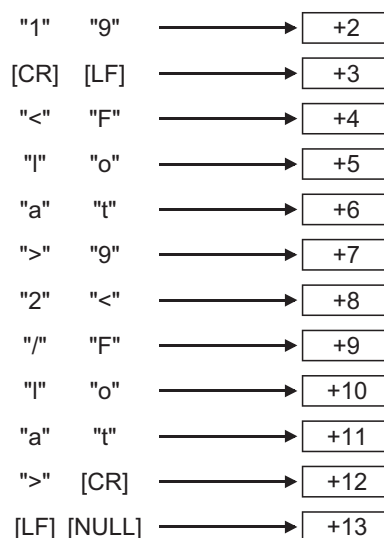 "1" "9" +2
[CR] [LF] +3
"<" "F" +4
"l" "o" +5
"a" "t" +6
">" "9" +7
"2" "<" +8
"/" "F" +9
"l" "o" +10
"a" "t" +11
">" [CR] +12
[LF] [NULL] +13